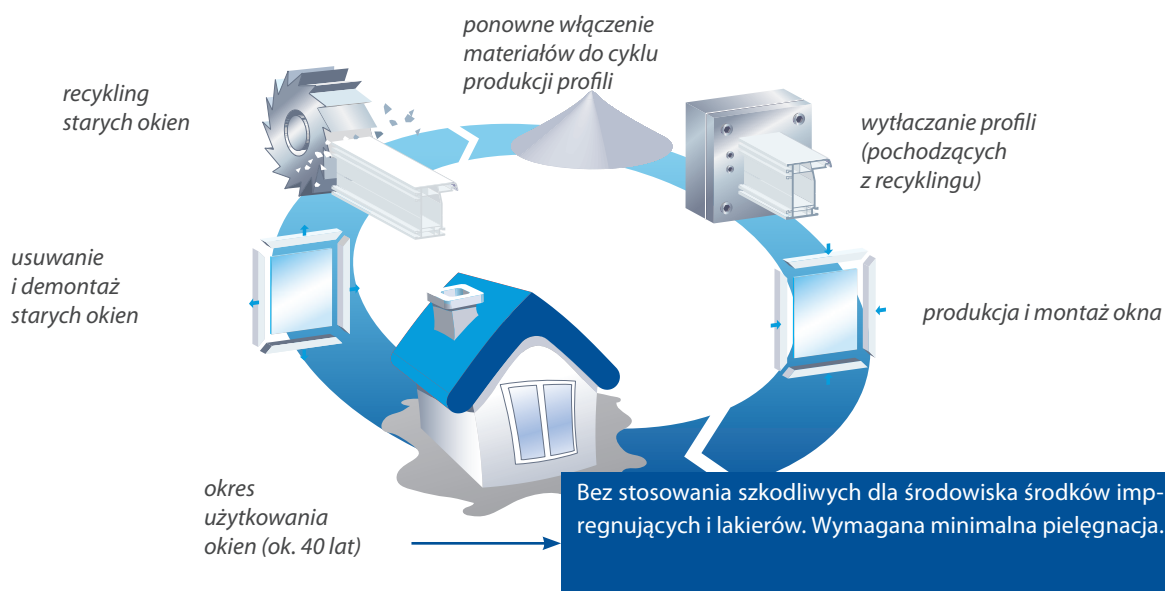 ponowne włączenie
materiałów do cyklu
produkcji profili
recykling
starych okien
wytłaczanie profili
(pochodzących
z recyklingu)
usuwanie
i demontaż
starych okien
produkcja i montaż okna
okres
użytkowania
okien (ok. 40 lat)
Bez stosowania szkodliwych dla środowiska środków imp-
regnujących i lakierów. Wymagana minimalna pielęgnacja.